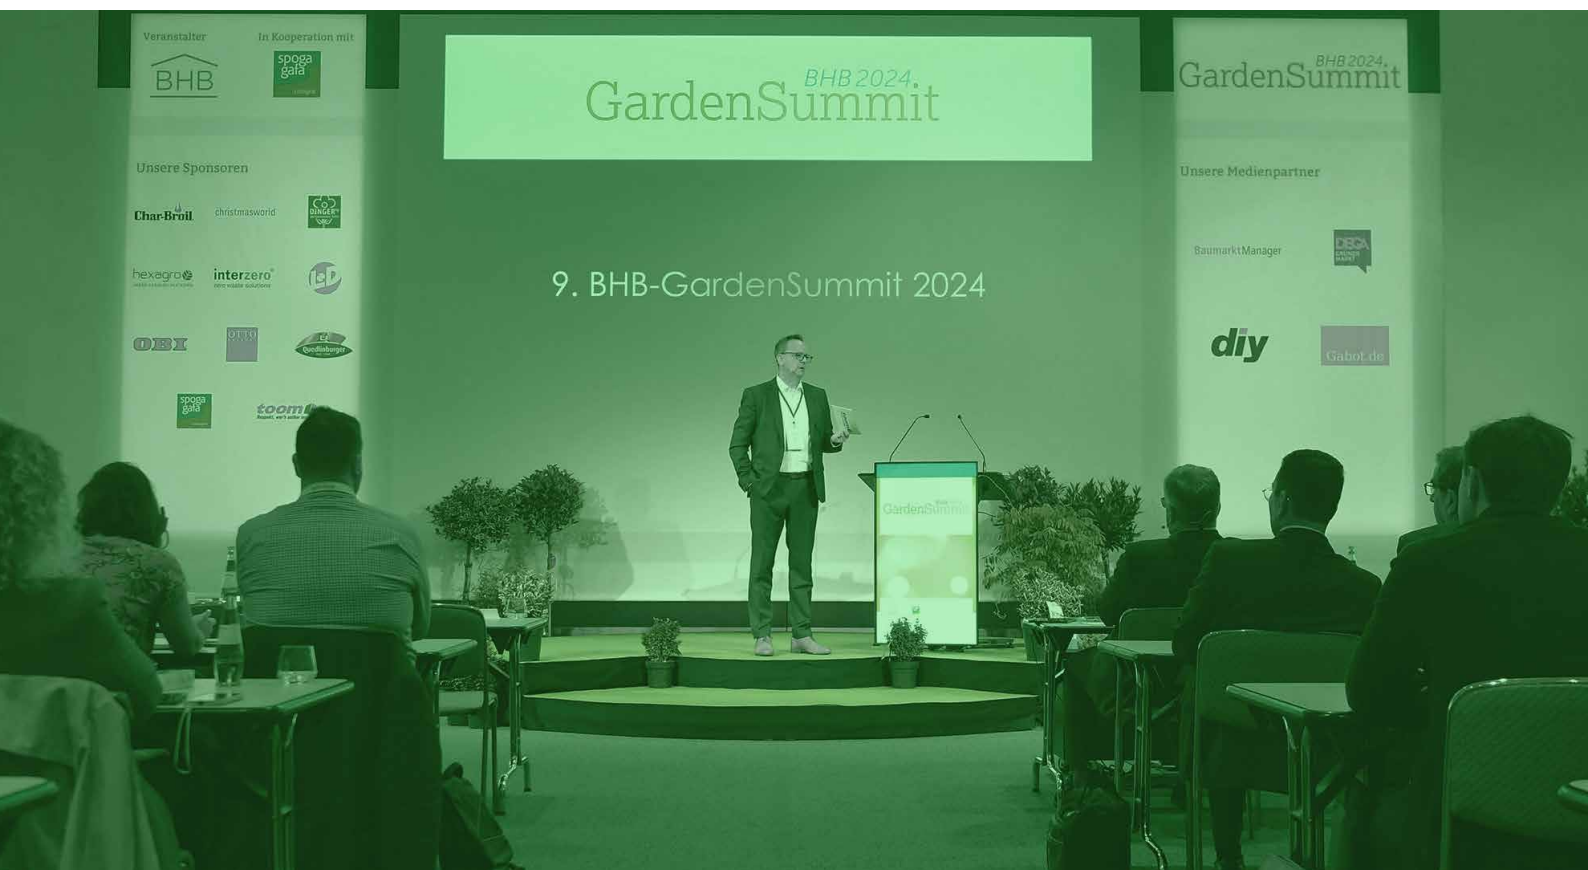 Veranstalter
BHB
In Kooperation mit
spoga
gafa
Unsere Sponsoren
Char-Broil
christmasworld
hexagro
interzero
OBI
OTTO
Quedlinburger
spoga
gafa
toom
BHB 2024
GardenSummit
9. BHB-GardenSummit 2024
GardenSummit
BHB 2024
GardenSummit
Unsere Medienpartner
BaumarktManager
DEGA
diy
Gabot.de